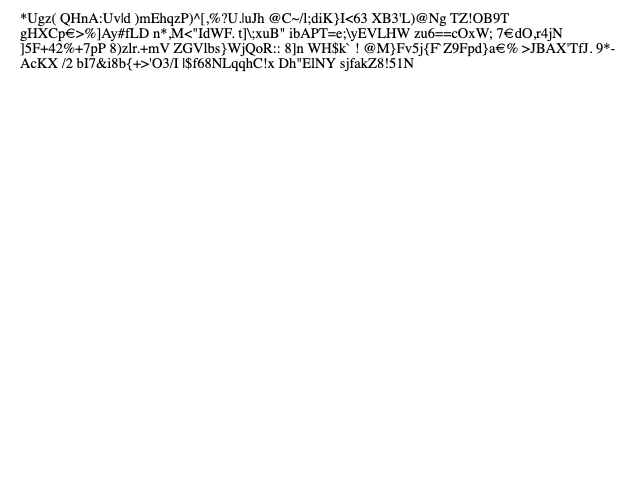 *Ugz( QHnA:Uv|d )mEhqzP)^[,%?U.|uJh @C~/l;diK}I<63 XB3'L)@Ng TZ!OB9T
gHXCp€>%]Ay#fLD n*,M<"IdWF. t]\;xuB" ibAPT=e;\yEVLHW zu6==cOxW; 7€dO,r4jN
]5F+42%+7pP 8)zlr.+mV ZGVlbs}WjQoR:: 8]n WH$k` ! @M}Fv5j{F`Z9Fpd}a€% >JBAX'TfJ. 9*-
AcKX /2 bI7&i8b{+>'O3/I |$f68NLqqhC!x Dh"ElNY sjfakZ8!51N